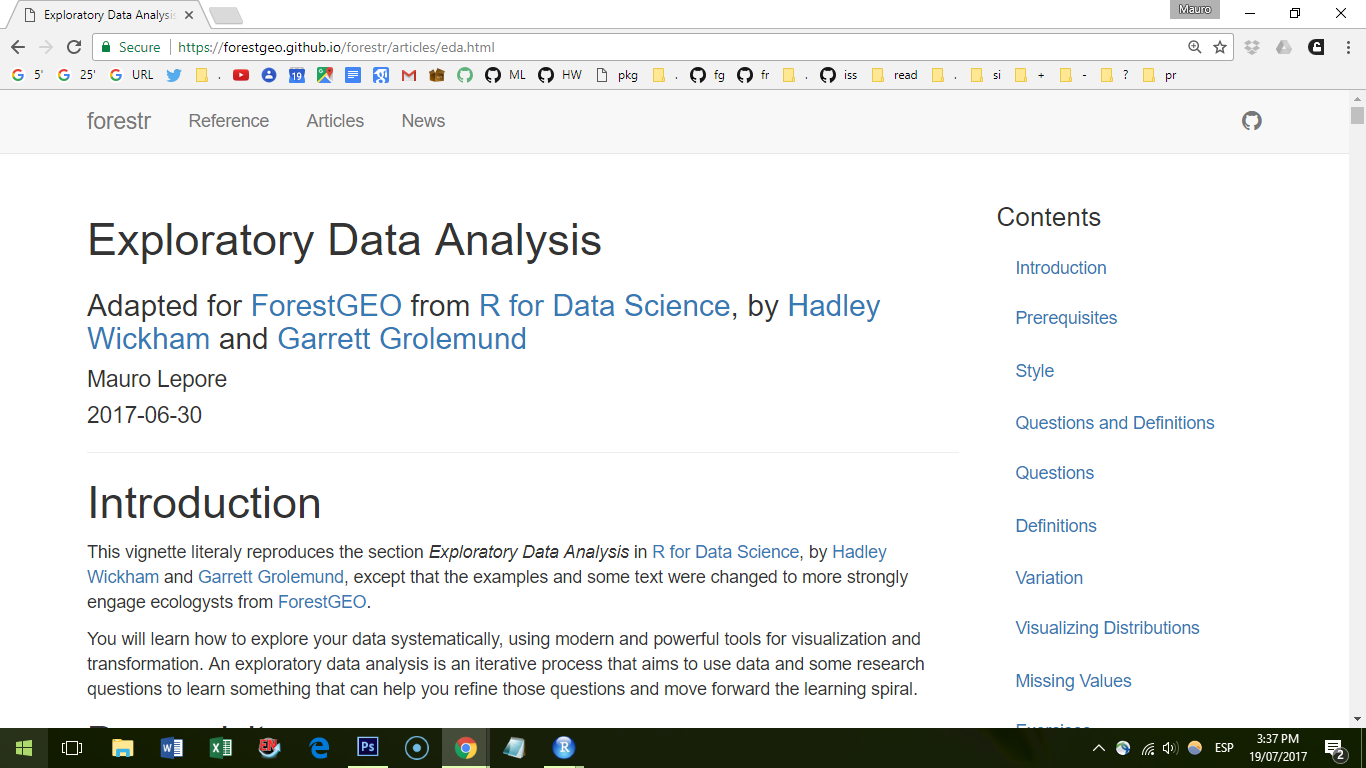 Exploratory Data Analysis
Mauro
Secure https://forestgeo.github.io/forestr/articles/eda.html
5' 25' URL . 19 ML HW pkg . fg fr . iss read . si + - ? pr
forestr Reference Articles News
Exploratory Data Analysis
Adapted for ForestGEO from R for Data Science, by Hadley
Wickham and Garrett Grolemund
Mauro Lepore
2017-06-30
Introduction
This vignette literaly reproduces the section Exploratory Data Analysis in R for Data Science, by Hadley
Wickham and Garrett Grolemund, except that the examples and some text were changed to more strongly
engage ecologysts from ForestGEO.
You will learn how to explore your data systematically, using modern and powerful tools for visualization and
transformation. An exploratory data analysis is an iterative process that aims to use data and some research
questions to learn something that can help you refine those questions and move forward the learning spiral.
Contents
Introduction
Prerequisites
Style
Questions and Definitions
Questions
Definitions
Variation
Visualizing Distributions
Missing Values
Ps
R
ESP
3:37 PM
19/07/2017
2